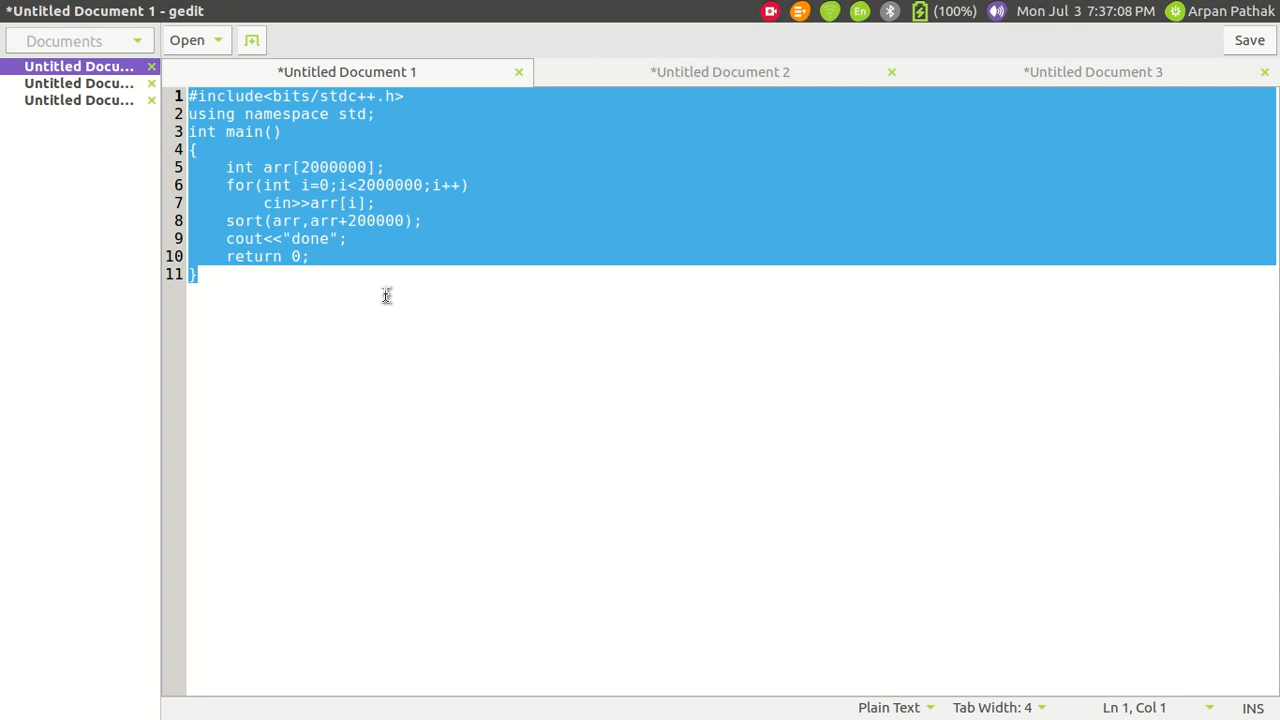 *Untitled Document 1 - gedit
En
(100%)
Mon Jul 3 7:37:08 PM
Arpan Pathak
Documents
Open
Save
Untitled Docu...
Untitled Docu...
Untitled Docu...
*Untitled Document 1
*Untitled Document 2
*Untitled Document 3
1 #include<bits/stdc++.h>
2 using namespace std;
3 int main()
4 {
5     int arr[2000000];
6     for(int i=0;i<2000000;i++)
7         cin>>arr[i];
8     sort(arr,arr+200000);
9     cout<<"done";
10     return 0;
11 }
Plain Text
Tab Width: 4
Ln 1, Col 1
INS